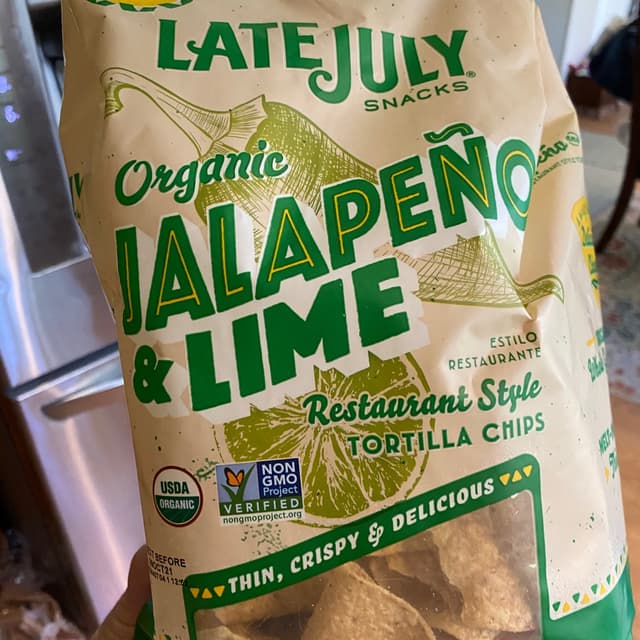 LATE JULY
SNACKS
Organic
JALAPEÑO
& LIME
ESTILO
RESTAURANTE
Restaurant Style
TORTILLA CHIPS
USDA
ORGANIC
NON
GMO
Project
VERIFIED
nongmoproject.org
BEFORE
THIN, CRISPY & DELICIOUS